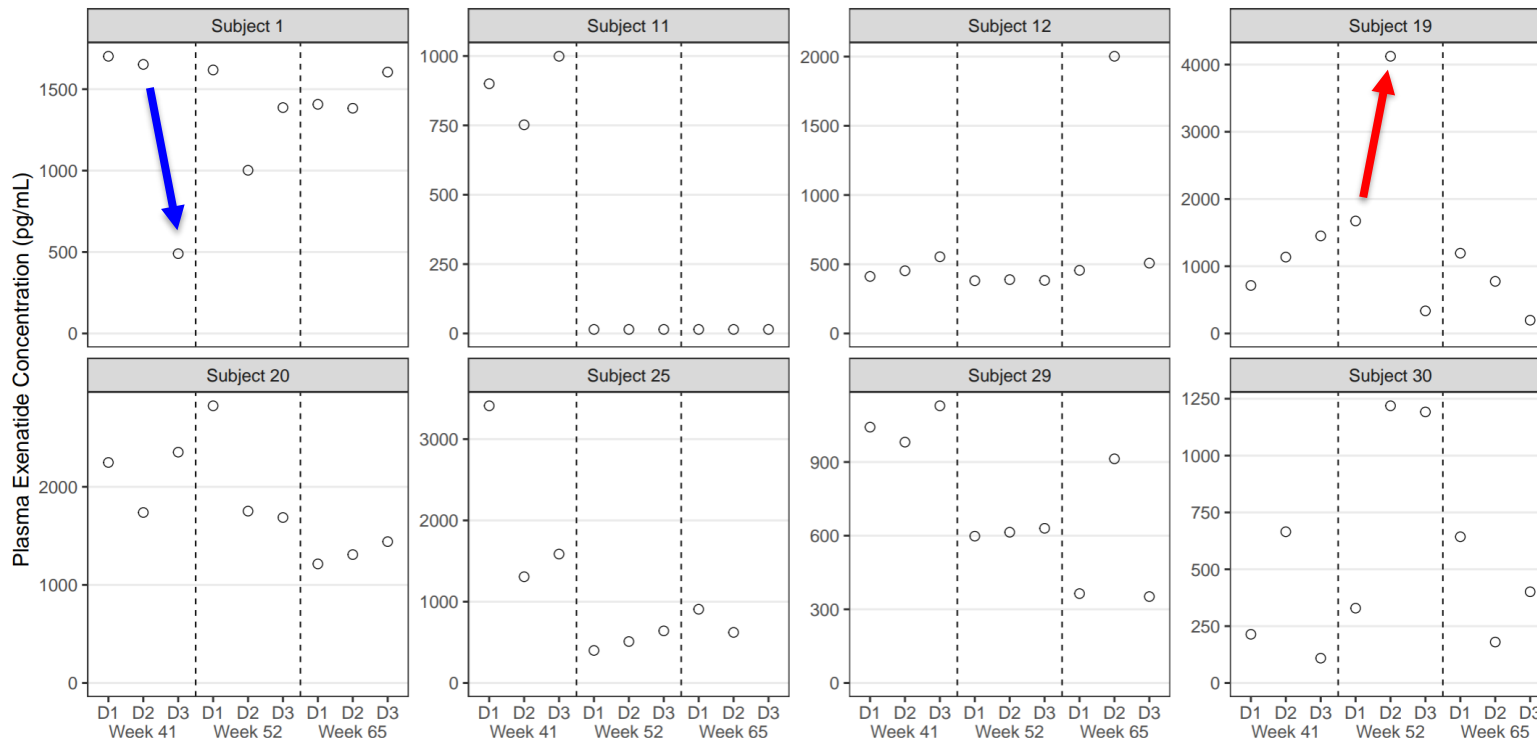 Plasma Exenatide Concentration (pg/mL)
Subject 1
Subject 11
Subject 12
Subject 19
1500
1000
500
0
1000
750
500
250
0
2000
1500
1000
500
0
4000
3000
2000
1000
0
Subject 20
Subject 25
Subject 29
Subject 30
2000
1000
0
3000
2000
1000
0
900
600
300
0
1250
1000
750
500
250
0
D1 D2 D3 D1 D2 D3 D1 D2 D3
Week 41 Week 52 Week 65
D1 D2 D3 D1 D2 D3 D1 D2 D3
Week 41 Week 52 Week 65
D1 D2 D3 D1 D2 D3 D1 D2 D3
Week 41 Week 52 Week 65
D1 D2 D3 D1 D2 D3 D1 D2 D3
Week 41 Week 52 Week 65